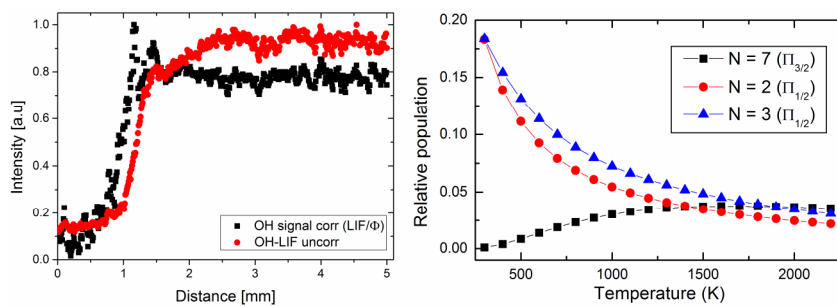 Intensity [a.u]
1.0
0.8
0.6
0.4
0.2
0.0
0
1
2
3
4
5
Distance [mm]
OH signal corr (LIF/Φ)
OH-LIF uncorr
Relative population
0.20
0.15
0.10
0.05
0.00
500
1000
1500
2000
Temperature (K)
N = 7 (Π3/2)
N = 2 (Π1/2)
N = 3 (Π1/2)